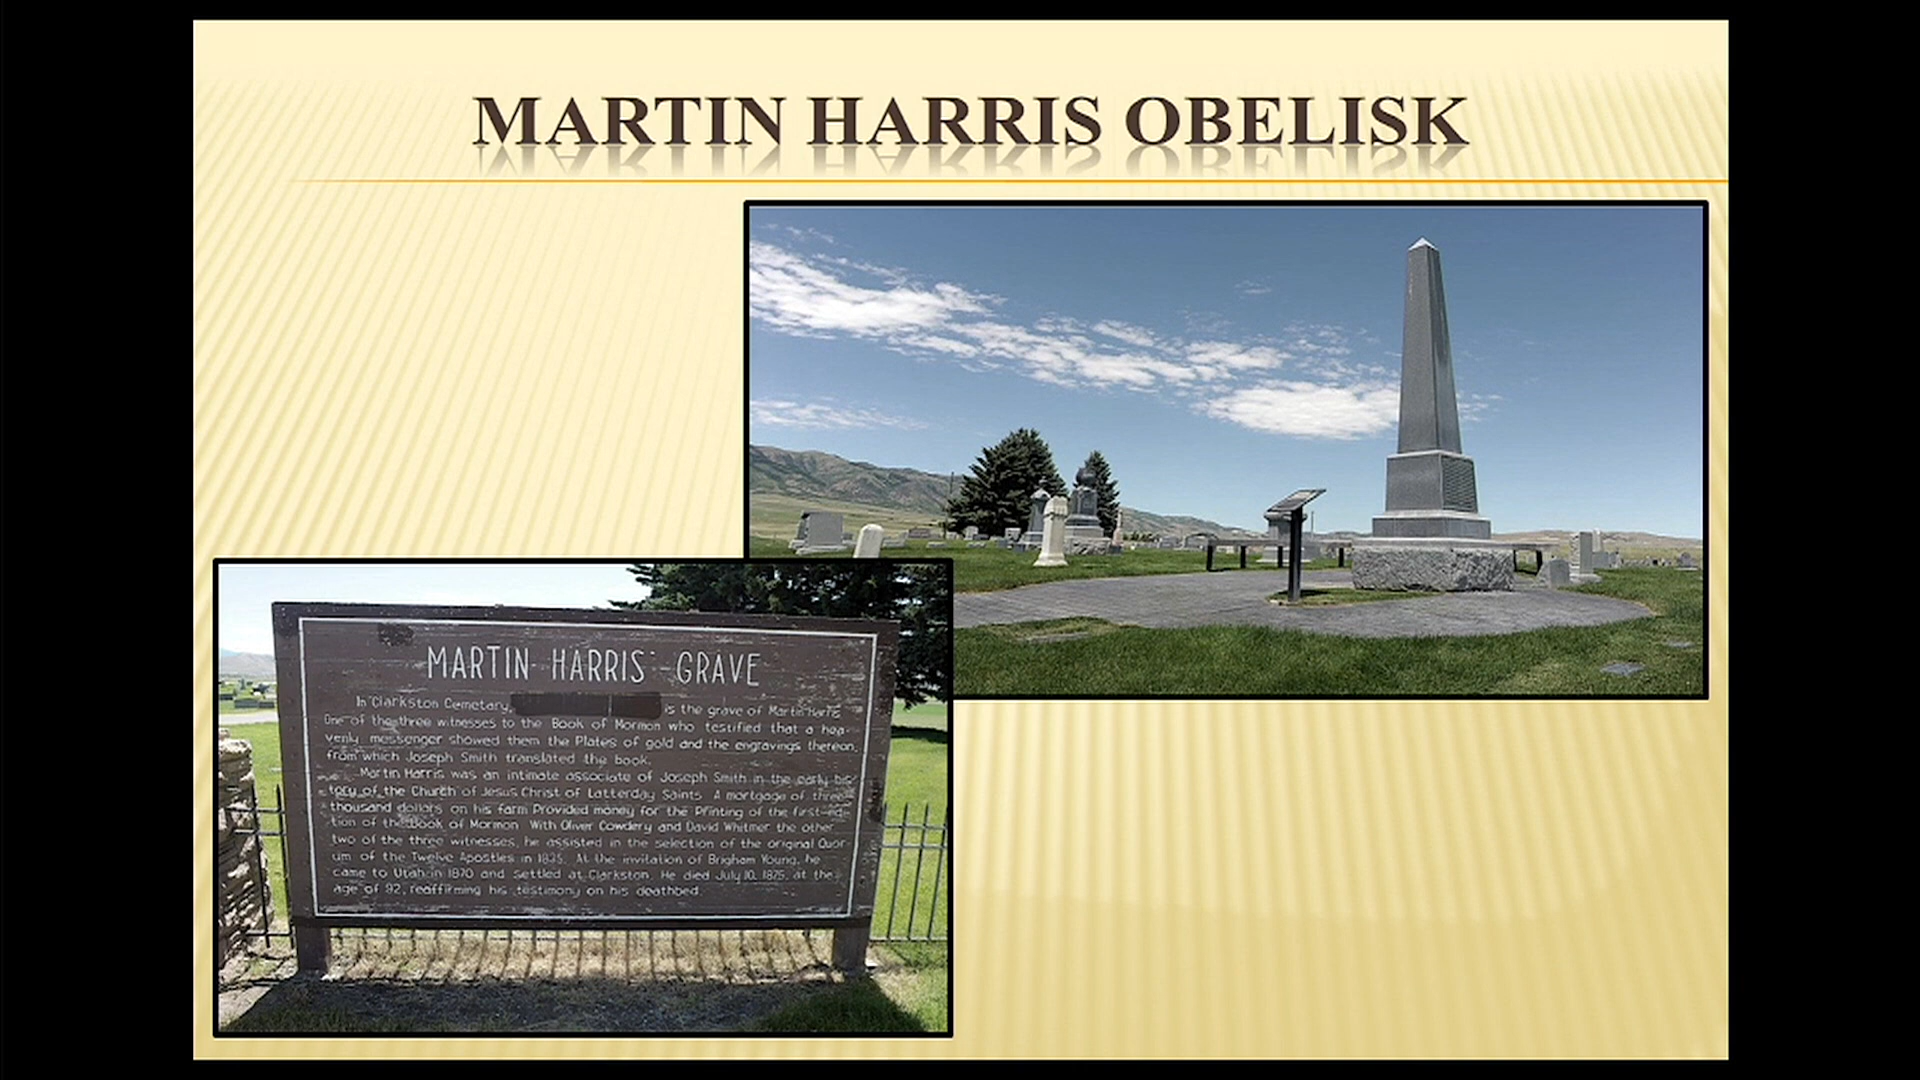 MARTIN HARRIS OBELISK
MARTIN HARRIS' GRAVE
In Clarkston Cemetary, is the grave of Martin Harris
One of the three witnesses to the Book of Mormon who testified that a hea-
venly messenger showed them the Plates of gold and the engravings thereon,
from which Joseph Smith translated the book.
Martin Harris was an intimate associate of Joseph Smith in the early his-
tory of the Church of Jesus Christ of Latterday Saints. A mortgage of three
thousand dollars on his farm Provided money for the Printing of the first-edi-
tion of the Book of Mormon. With Oliver Cowdery and David Whitmer the other
two of the three witnesses, he assisted in the selection of the original Quor-
um of the Twelve Apostles in 1835. At the invitation of Brigham Young, he
came to Utah in 1870 and settled at Clarkston. He died July 10, 1875, at the
age of 92, reaffirming his testimony on his deathbed.